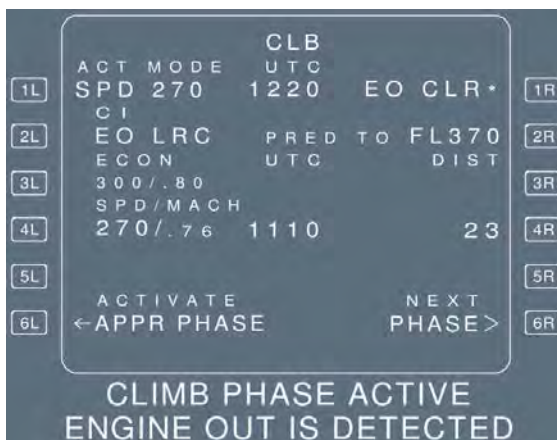 CLB
ACT MODE UTC
1L SPD 270 1220 EO CLR* 1R
CI
2L EO LRC PRED TO FL370 2R
ECON UTC DIST
3L 300/.80 3R
SPD/MACH
4L 270/.76 1110 23 4R
5L 5R
ACTIVATE NEXT
6L ←APPR PHASE PHASE> 6R
CLIMB PHASE ACTIVE
ENGINE OUT IS DETECTED